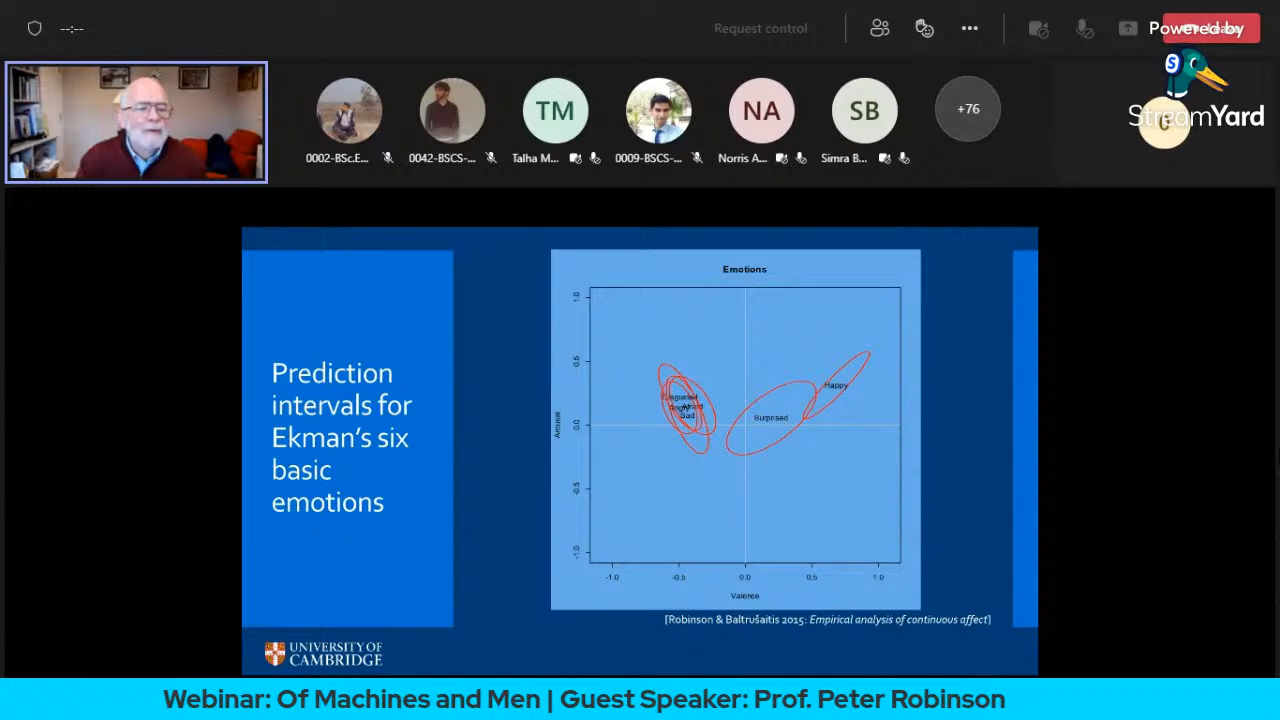 --:--
Request control
Powered by
StreamYard
TM
NA
SB
+76
C
0002-BSc.E...
0042-BSCS-...
Talha M...
0009-BSCS-...
Norris A...
Simra B...
Prediction
intervals for
Ekman's six
basic
emotions
Emotions
1.0
0.5
0.0
-0.5
-1.0
Arousal
Disgusted
Angry
Afraid
Sad
Surprised
Happy
-1.0
-0.5
0.0
0.5
1.0
Valence
[Robinson & Baltrušaitis 2015: Empirical analysis of continuous affect]
UNIVERSITY OF
CAMBRIDGE
Webinar: Of Machines and Men | Guest Speaker: Prof. Peter Robinson